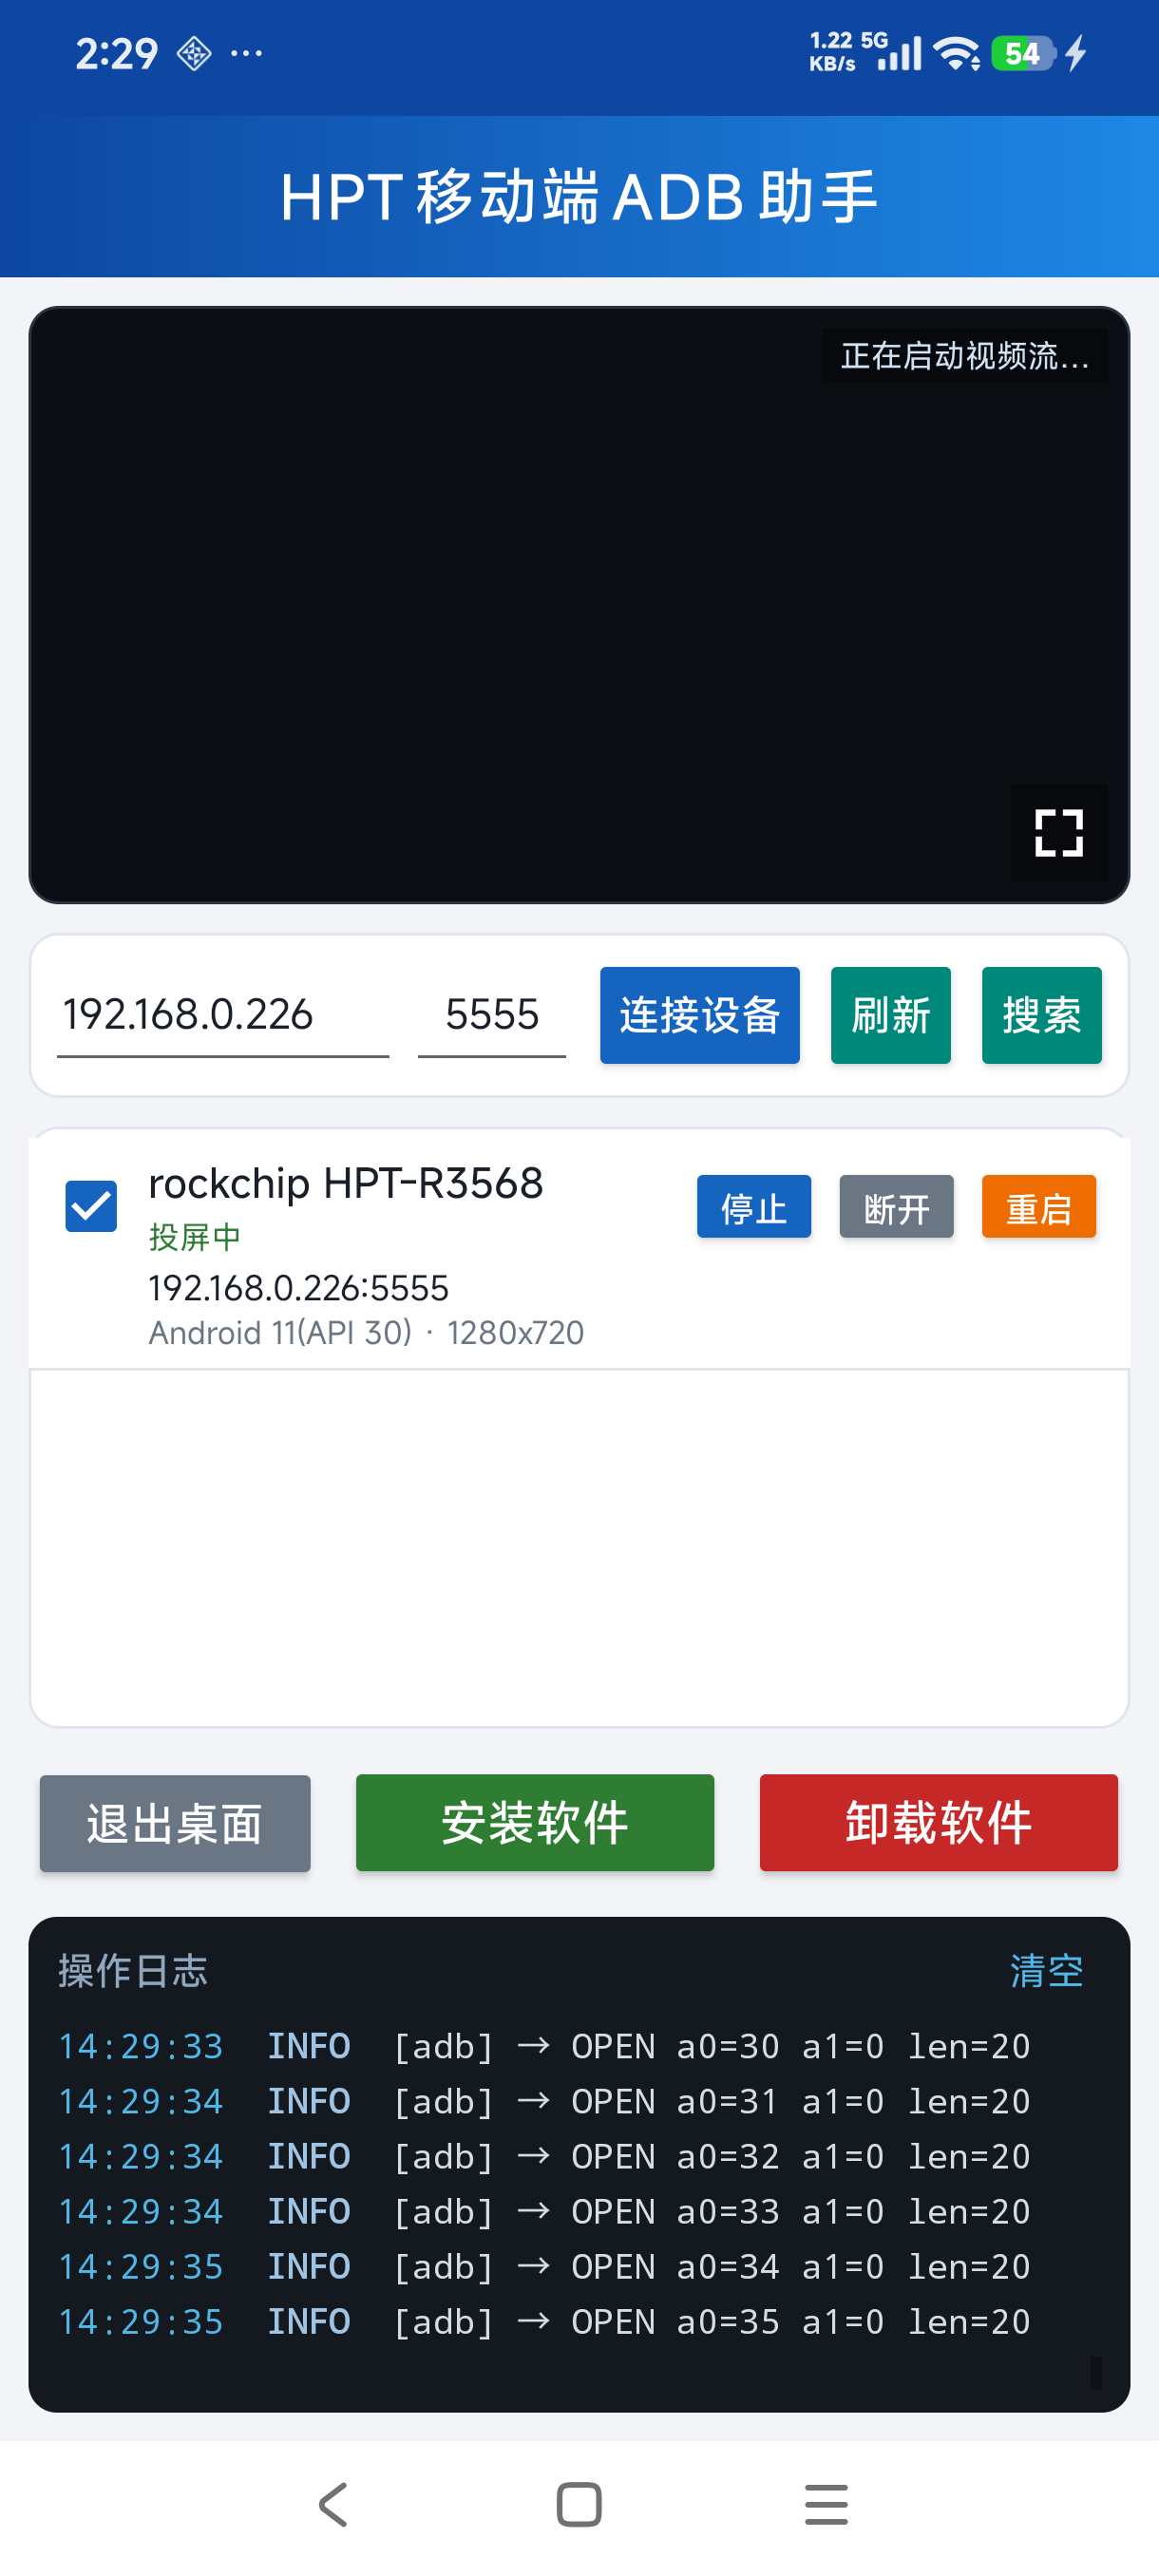 2:29 ... 1.22 KB/s 5G 54
HPT 移动端 ADB 助手
正在启动视频流...
192.168.0.226 5555 连接设备 刷新 搜索
rockchip HPT-R3568 停止 断开 重启
投屏中
192.168.0.226:5555
Android 11(API 30) · 1280x720
退出桌面 安装软件 卸载软件
操作日志 清空
14:29:33 INFO [adb] → OPEN a0=30 a1=0 len=20
14:29:34 INFO [adb] → OPEN a0=31 a1=0 len=20
14:29:34 INFO [adb] → OPEN a0=32 a1=0 len=20
14:29:34 INFO [adb] → OPEN a0=33 a1=0 len=20
14:29:35 INFO [adb] → OPEN a0=34 a1=0 len=20
14:29:35 INFO [adb] → OPEN a0=35 a1=0 len=20